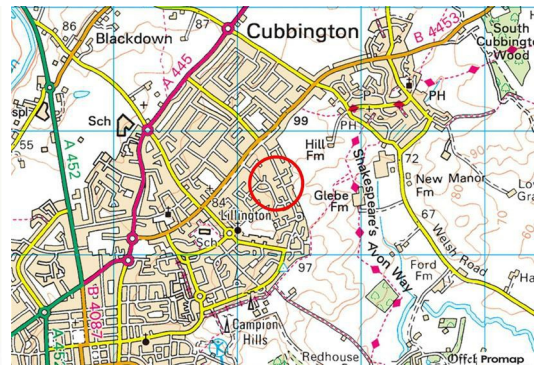 86
87
Cubbington
B 4453
Blackdown
South
Cubbington
Wood
A 445
P
PH
99
PH
Sch
Hill
Fm
55
A 452
72
New
Fm
Manor
Shakespeare's Avon Way
Glebe
Fm
84
Lillington
67
Sch
Welsh Road
97
Ford
Fm
Ha
B 4087
Campion
Hills
Redhouse
Promap